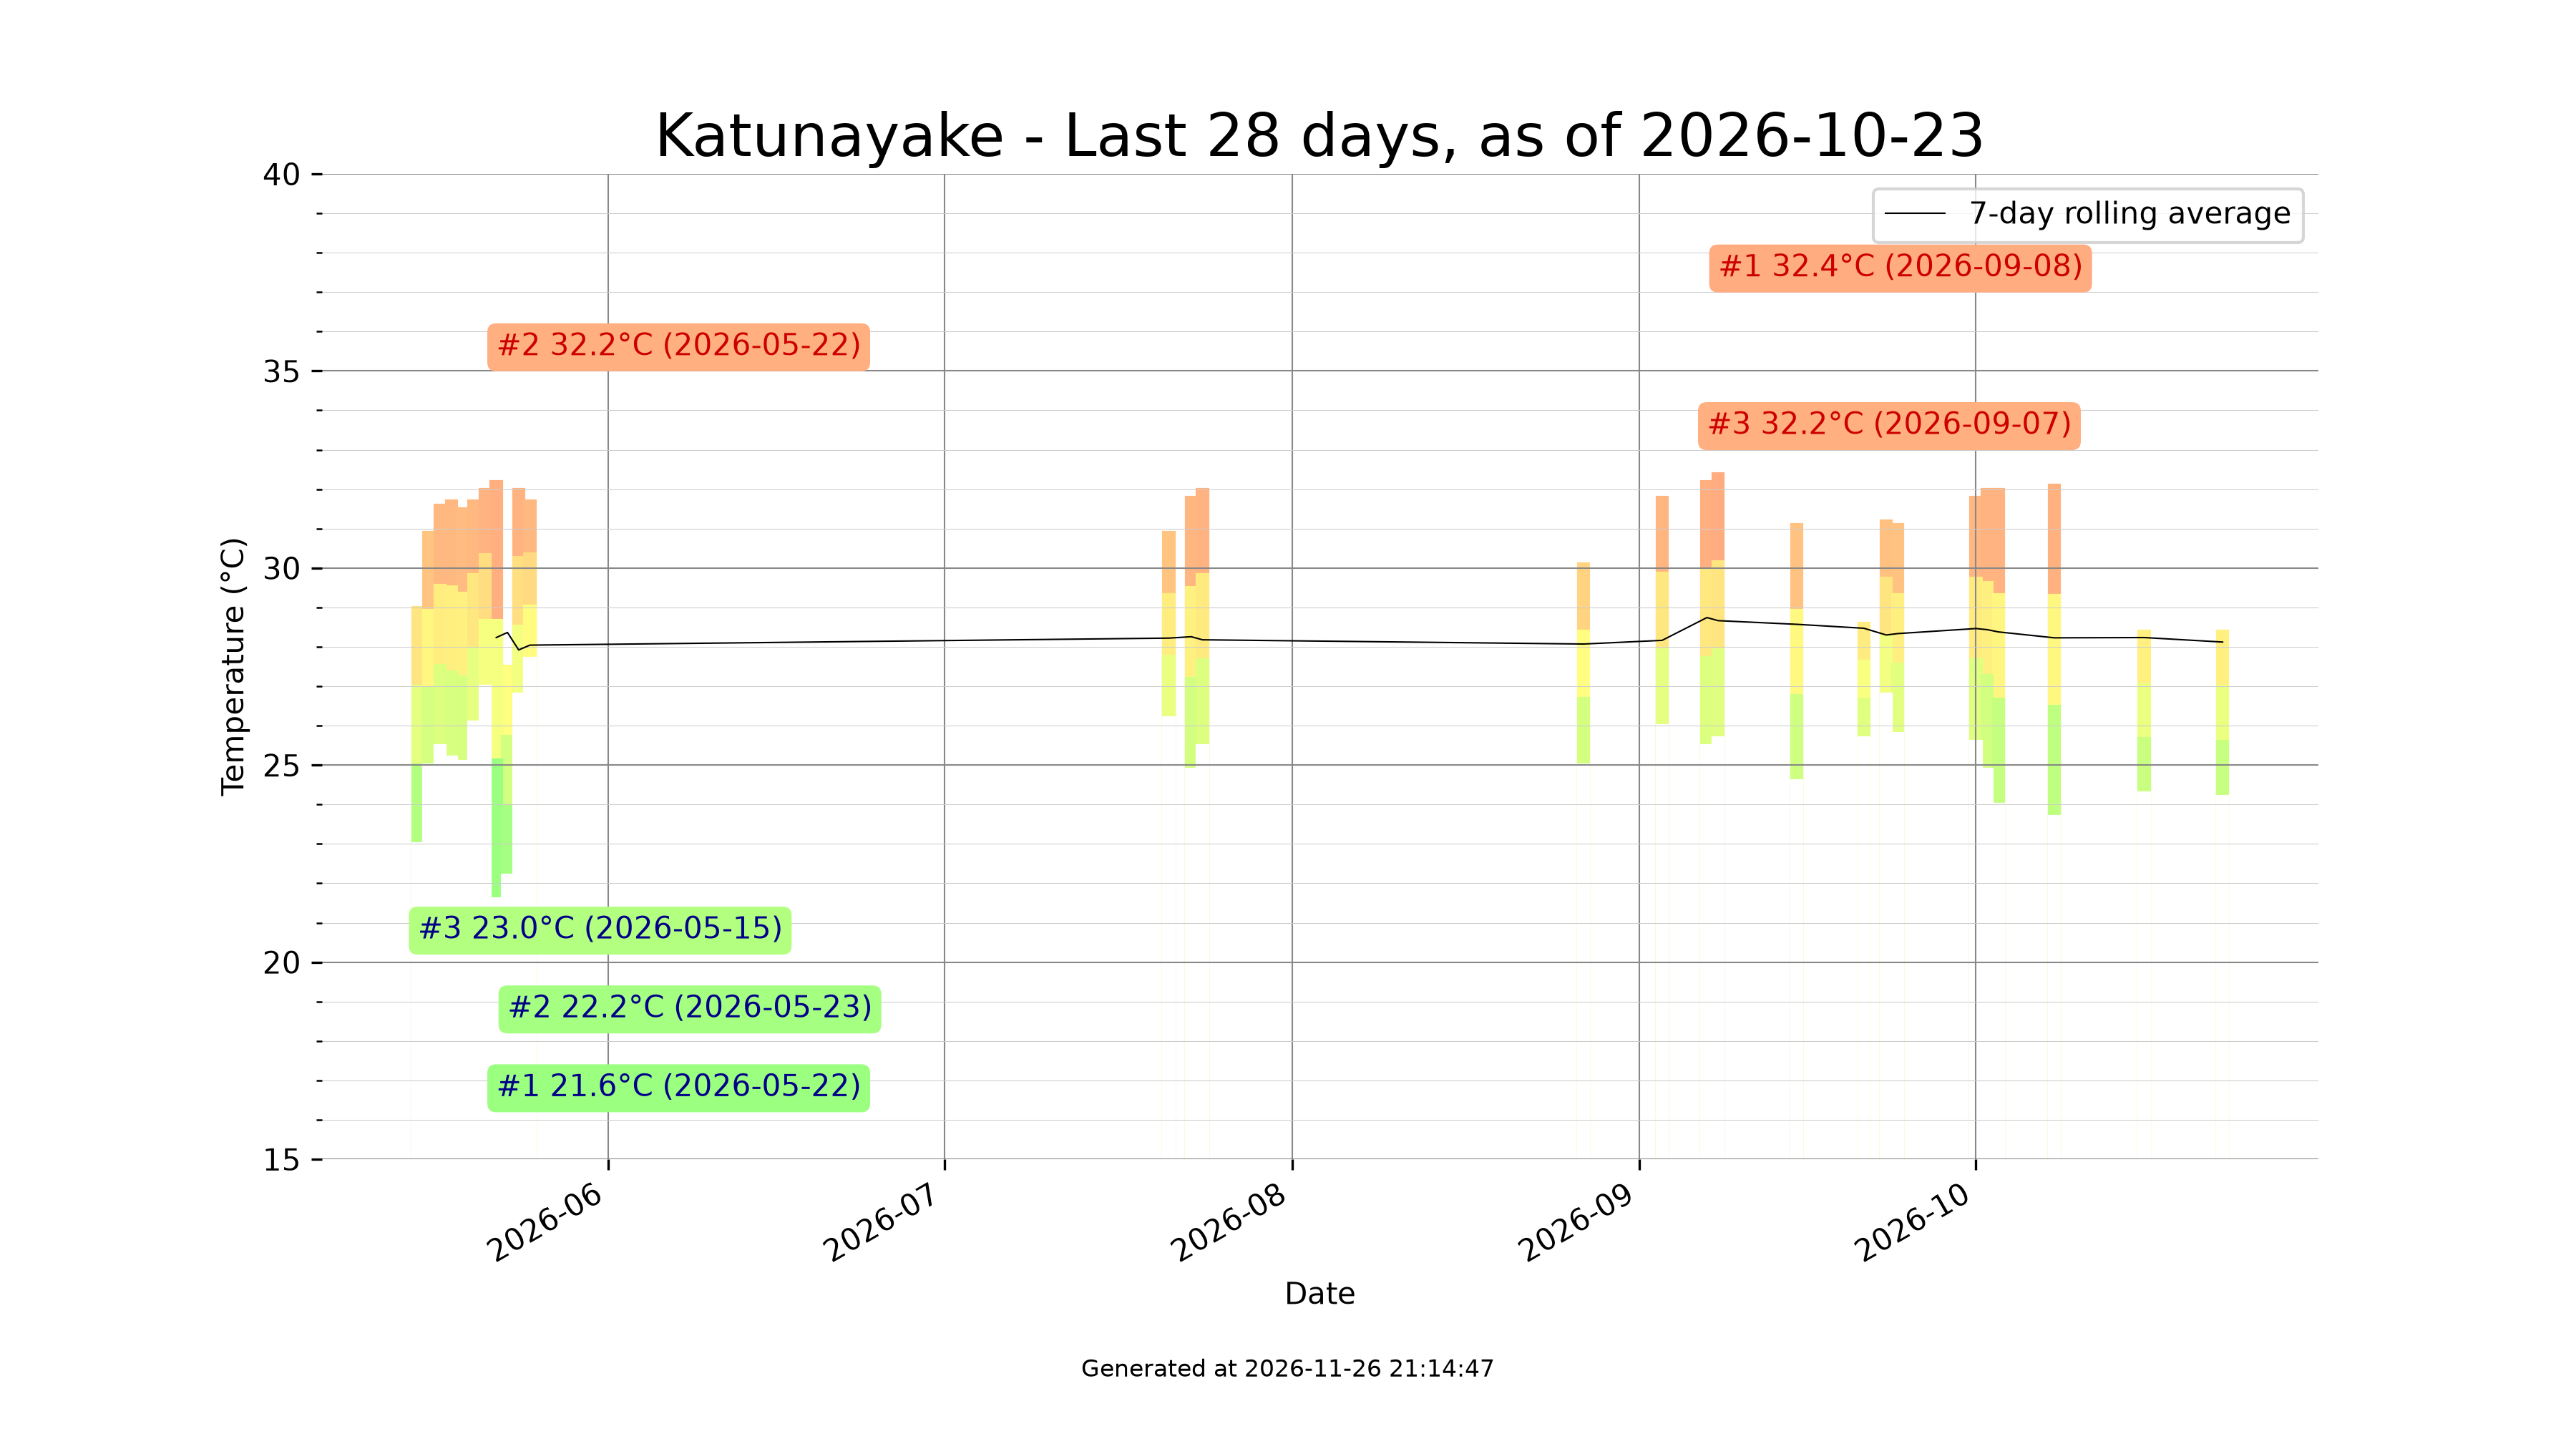 Katunayake - Last 28 days, as of 2026-10-23
40
7-day rolling average
#1 32.4°C (2026-09-08)
#2 32.2°C (2026-05-22)
35
#3 32.2°C (2026-09-07)
30
Temperature (°C)
25
#3 23.0°C (2026-05-15)
20
#2 22.2°C (2026-05-23)
#1 21.6°C (2026-05-22)
15
2026-06
2026-07
2026-08
2026-09
2026-10
Date
Generated at 2026-11-26 21:14:47